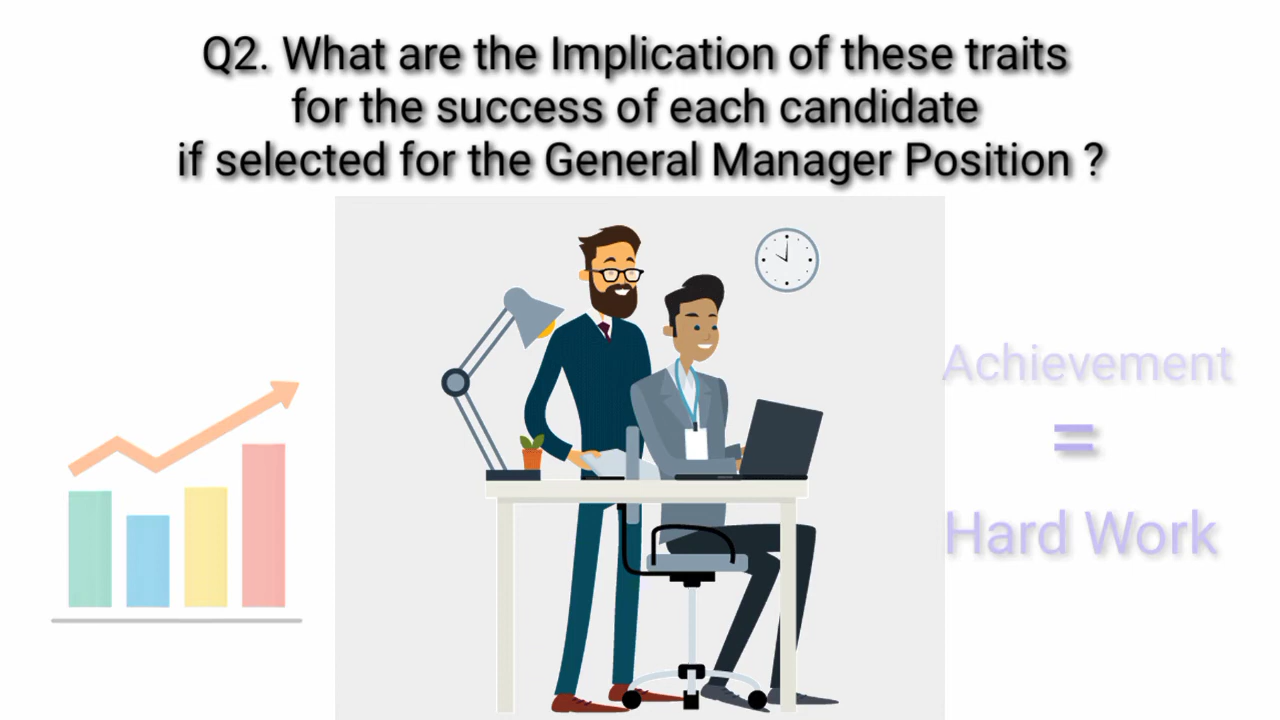 Q2. What are the Implication of these traits
for the success of each candidate
if selected for the General Manager Position ?
Achievement
=
Hard Work